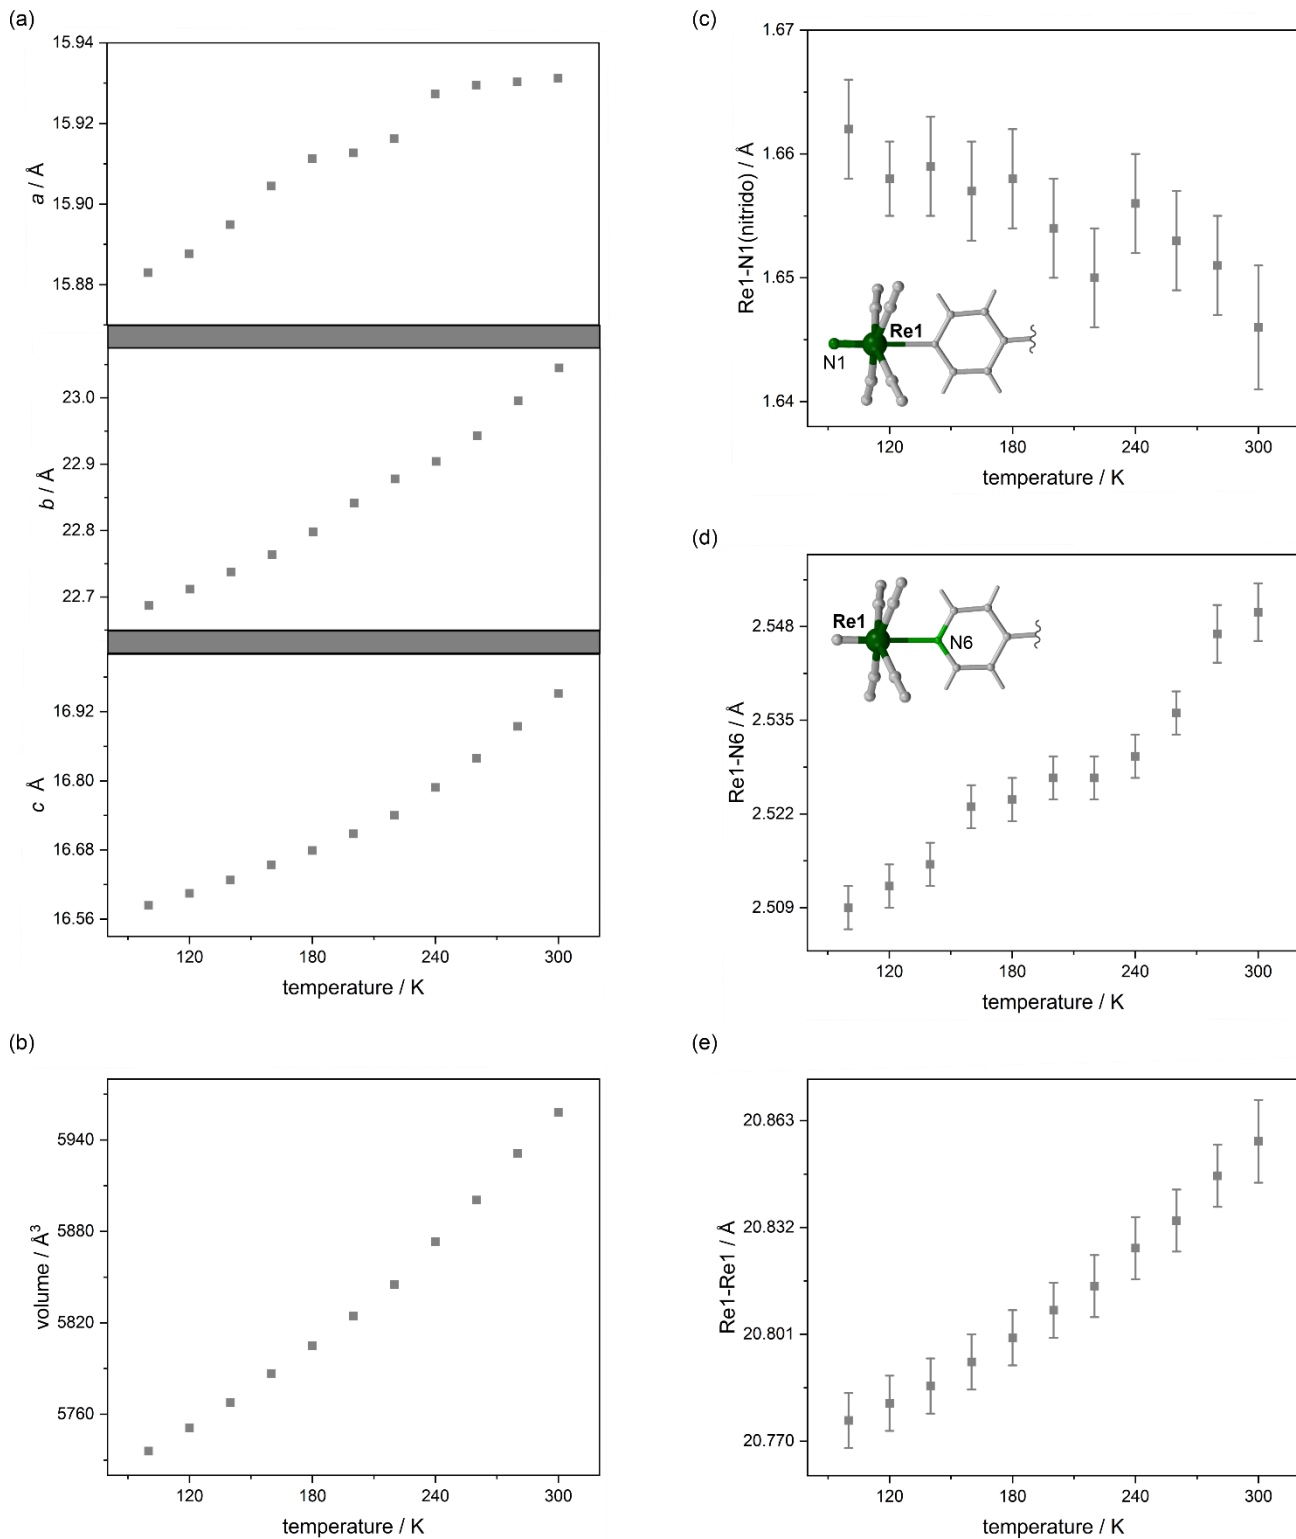 (a)
15.94
15.92
15.90
15.88
a / Å
23.0
22.9
22.8
22.7
b / Å
16.92
16.80
16.68
16.56
c Å
120 180 240 300
temperature / K
(b)
5940
5880
5820
5760
volume / Å³
120 180 240 300
temperature / K
(c)
1.67
1.66
1.65
1.64
Re1-N1(nitrido) / Å
Re1
N1
120 180 240 300
temperature / K
(d)
2.548
2.535
2.522
2.509
Re1-N6 / Å
Re1
N6
120 180 240 300
temperature / K
(e)
20.863
20.832
20.801
20.770
Re1-Re1 / Å
120 180 240 300
temperature / K